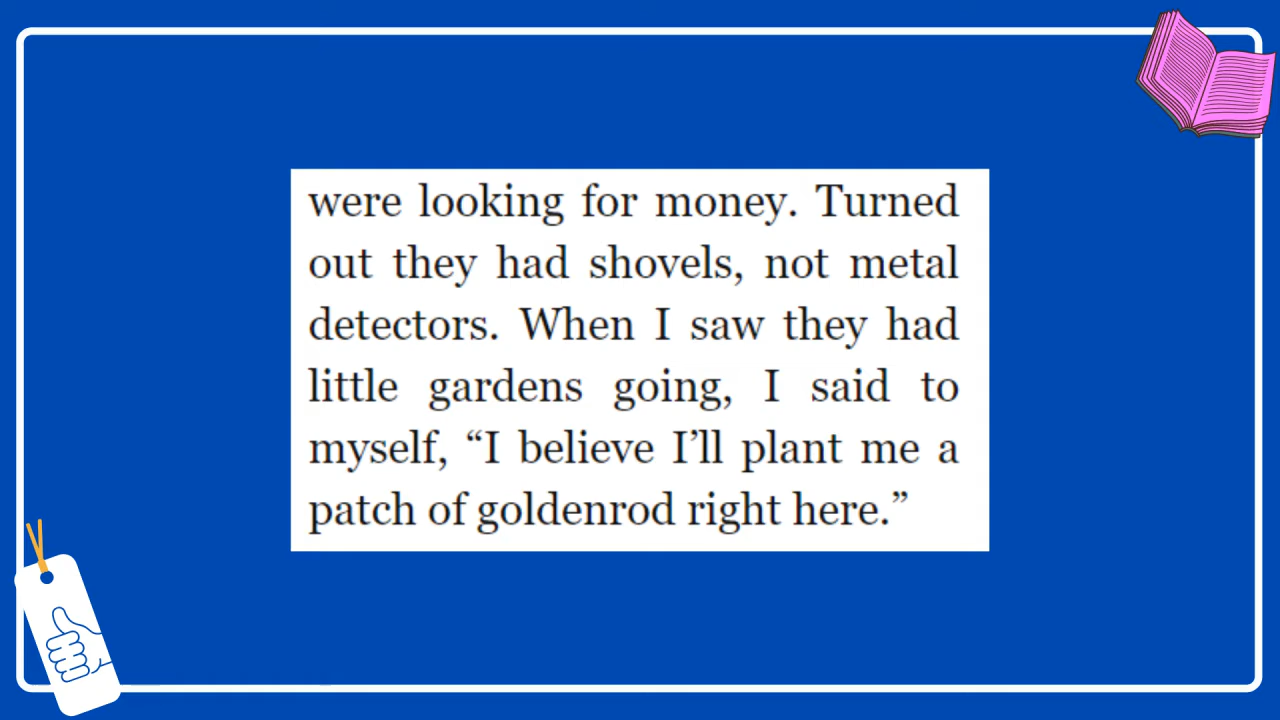 were looking for money. Turned
out they had shovels, not metal
detectors. When I saw they had
little gardens going, I said to
myself, “I believe I’ll plant me a
patch of goldenrod right here.”